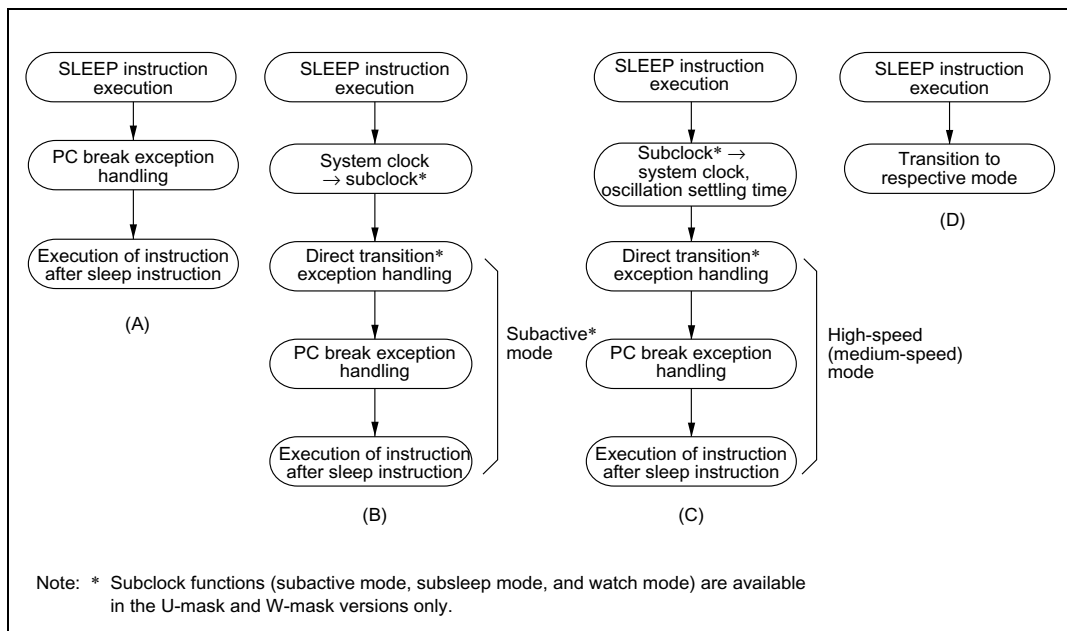 SLEEP instruction
execution
PC break exception
handling
Execution of instruction
after sleep instruction
(A)
SLEEP instruction
execution
System clock
→ subclock*
Direct transition*
exception handling
PC break exception
handling
Execution of instruction
after sleep instruction
Subactive*
mode
(B)
SLEEP instruction
execution
Subclock* →
system clock,
oscillation settling time
Direct transition*
exception handling
PC break exception
handling
Execution of instruction
after sleep instruction
High-speed
(medium-speed)
mode
(C)
SLEEP instruction
execution
Transition to
respective mode
(D)
Note: * Subclock functions (subactive mode, subsleep mode, and watch mode) are available
in the U-mask and W-mask versions only.